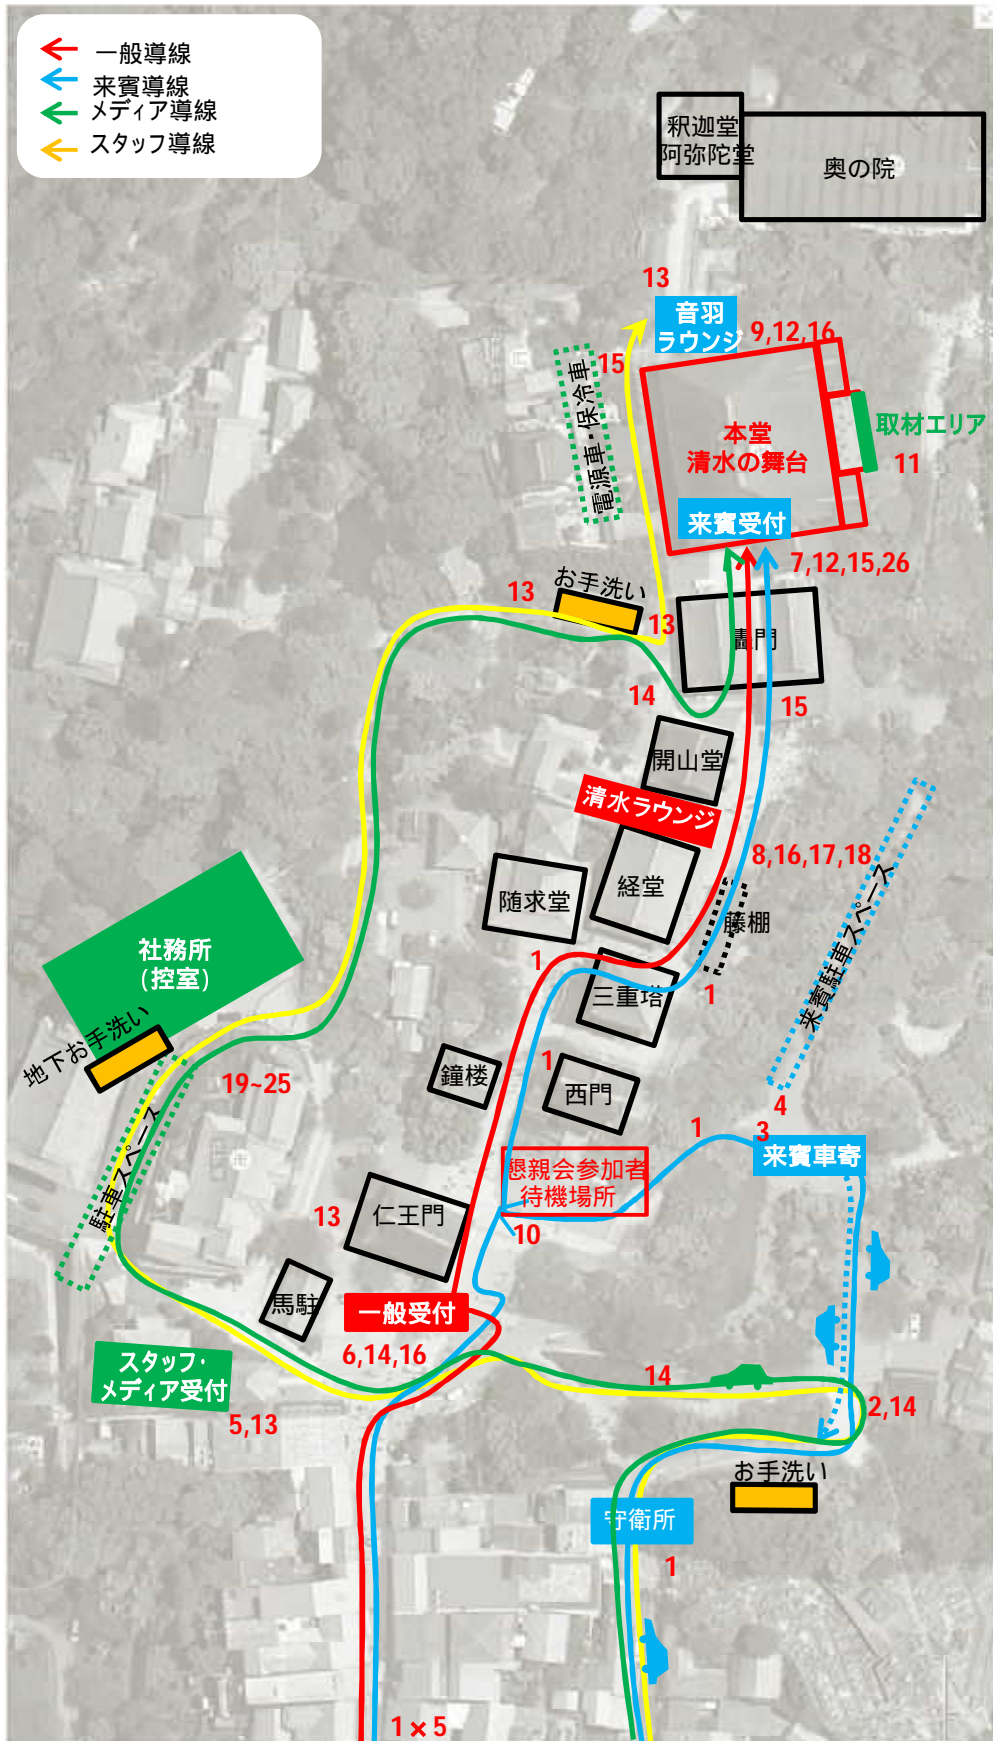 一般導線
来賓導線
メディア導線
スタッフ導線
釈迦堂
阿弥陀堂
奥の院
13
音羽
ラウンジ
9,12,16
15
電源車・保冷車
本堂
清水の舞台
取材エリア
11
来賓受付
7,12,15,26
お手洗い
13
13
轟門
14
15
開山堂
清水ラウンジ
8,16,17,18
経堂
随求堂
藤棚
来賓駐車スペース
社務所
(控室)
1
三重塔
1
地下お手洗い
19~25
鐘楼
1
西門
4
3
1
来賓車寄
駐車スペース
懇親会参加者
待機場所
13
仁王門
10
馬駐
一般受付
6,14,16
スタッフ・
メディア受付
5,13
14
2,14
お手洗い
守衛所
1
1×5